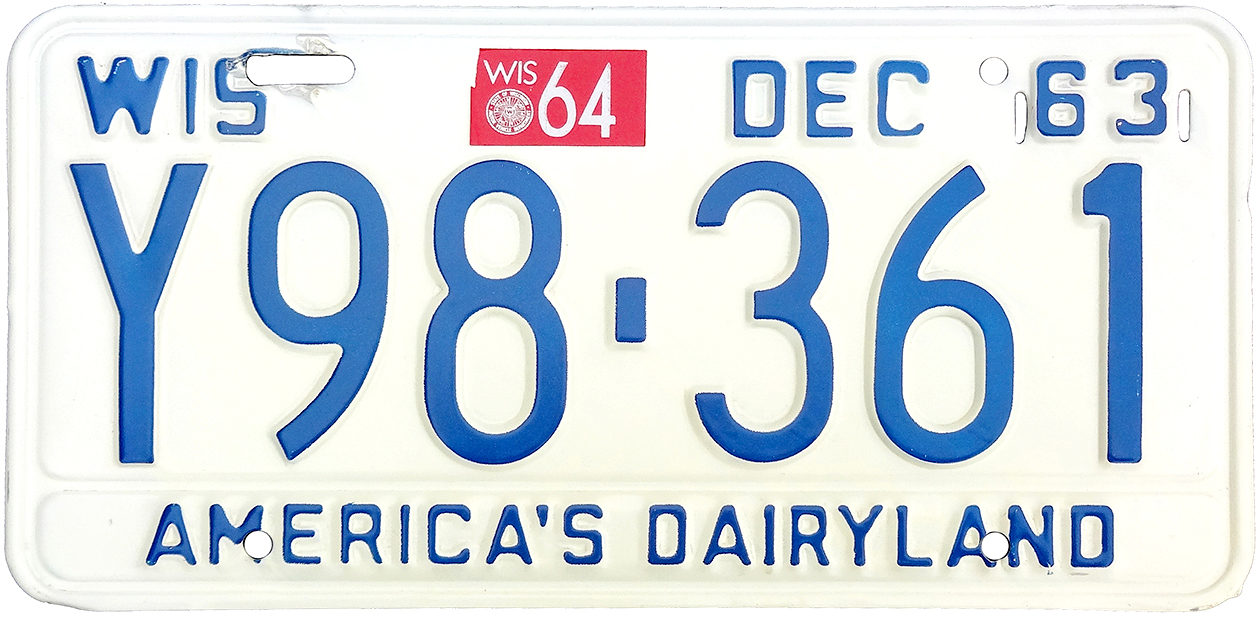 WIS WIS 64 DEC 63
Y98-361
AMERICA'S DAIRYLAND